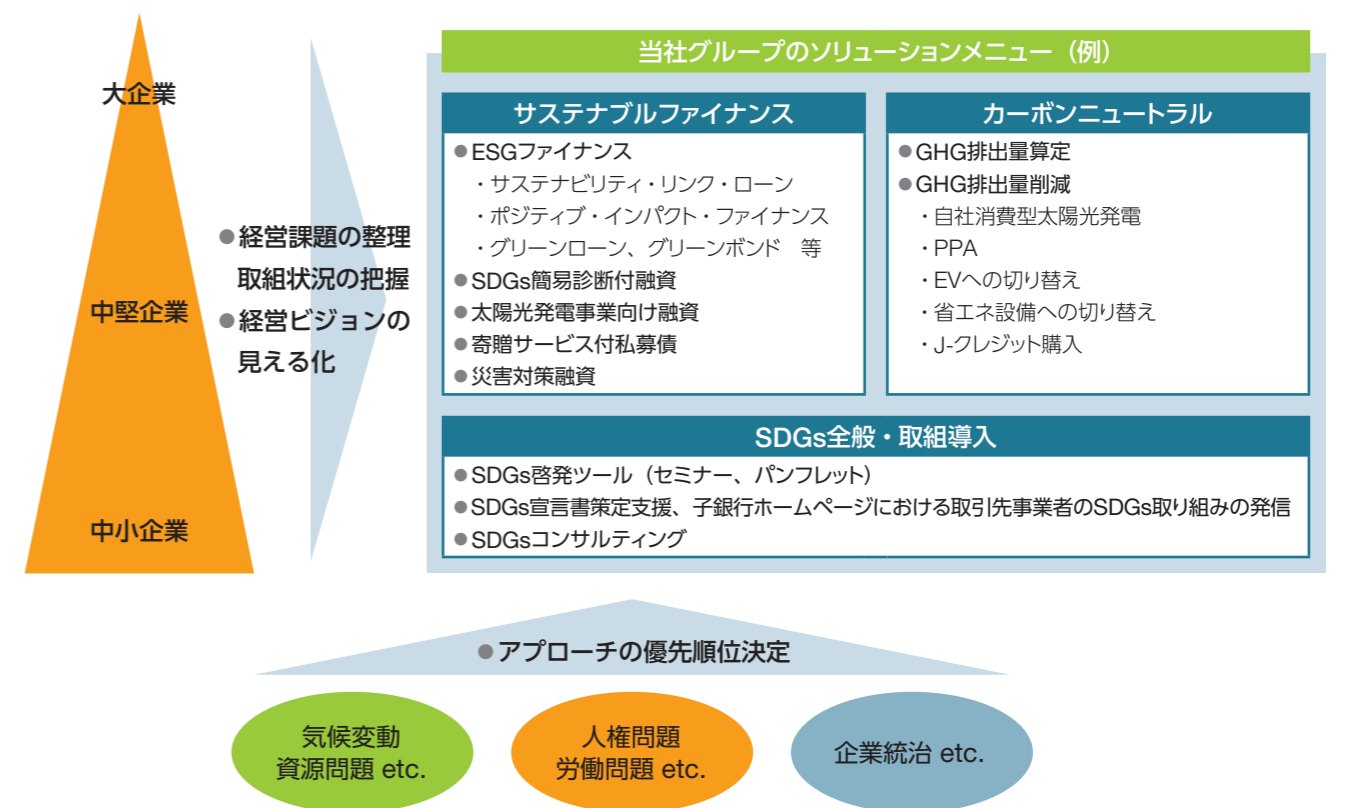 大企業
中堅企業
中小企業
●経営課題の整理
取組状況の把握
●経営ビジョンの
見える化
当社グループのソリューションメニュー（例）
サステナブルファイナンス
●ESGファイナンス
・サステナビリティ・リンク・ローン
・ポジティブ・インパクト・ファイナンス
・グリーンローン、グリーンボンド　等
●SDGs簡易診断付融資
●太陽光発電事業向け融資
●寄贈サービス付私募債
●災害対策融資
カーボンニュートラル
●GHG排出量算定
●GHG排出量削減
・自社消費型太陽光発電
・PPA
・EVへの切り替え
・省エネ設備への切り替え
・J-クレジット購入
SDGs全般・取組導入
●SDGs啓発ツール（セミナー、パンフレット）
●SDGs宣言書策定支援、子銀行ホームページにおける取引先事業者のSDGs取り組みの発信
●SDGsコンサルティング
●アプローチの優先順位決定
気候変動
資源問題 etc.
人権問題
労働問題 etc.
企業統治 etc.